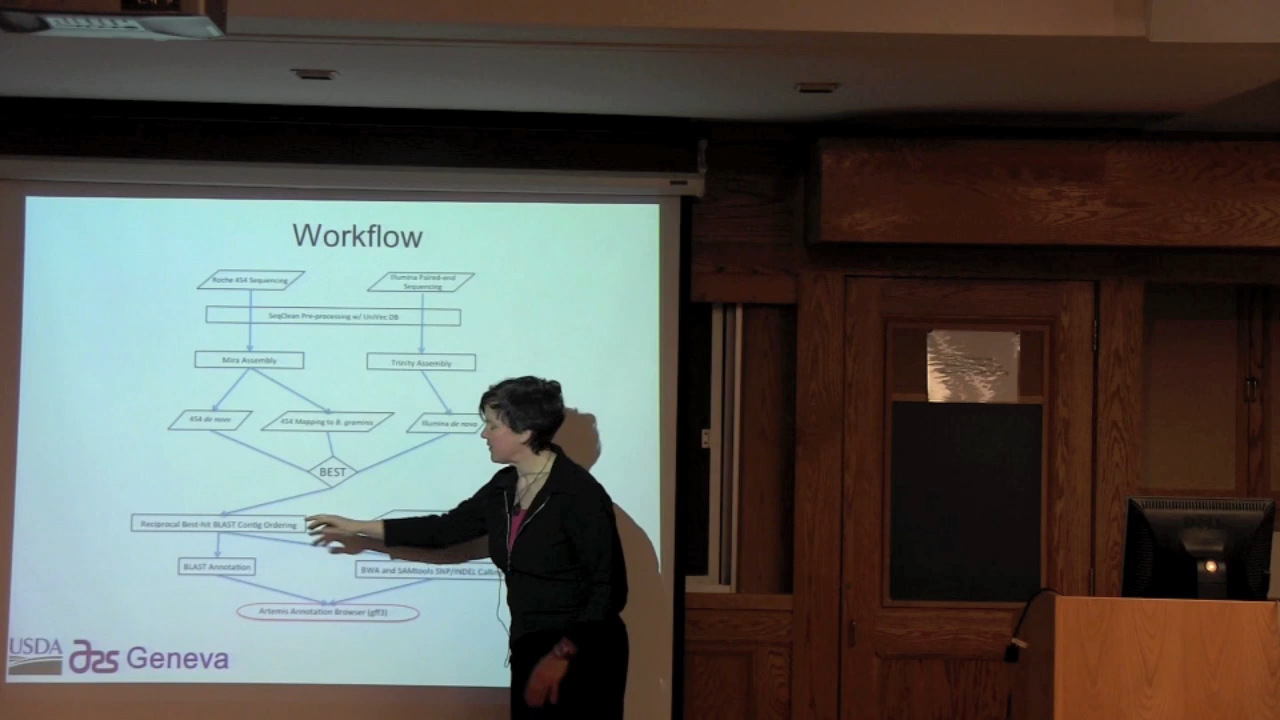 Workflow
Roche 454 Sequencing
Illumina Paired-end
Sequencing
SeqClean Pre-processing w/ UniVec DB
Mira Assembly
Trinity Assembly
454 de novo
454 Mapping to B. graminis
Illumina de novo
BEST
Reciprocal Best-hit BLAST Contig Ordering
BLAST Annotation
BWA and SAMtools SNP/INDEL
Artemis Annotation Browser (gff3)
USDA
ars Geneva
DELL